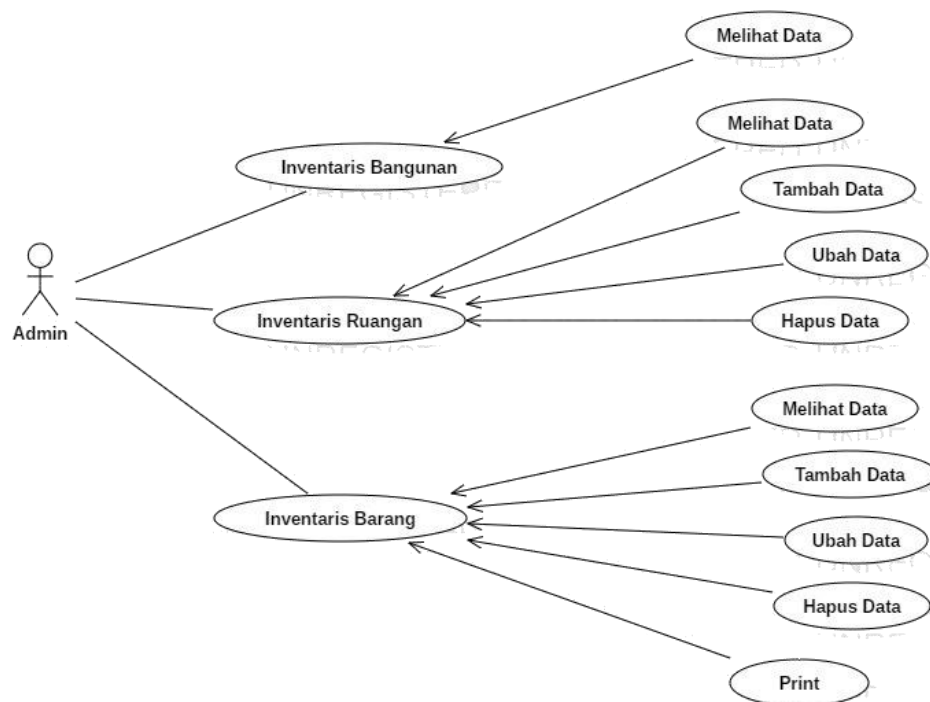 Melihat Data
Melihat Data
Inventaris Bangunan
Tambah Data
Ubah Data
Admin
Inventaris Ruangan
Hapus Data
Melihat Data
Tambah Data
Inventaris Barang
Ubah Data
Hapus Data
Print